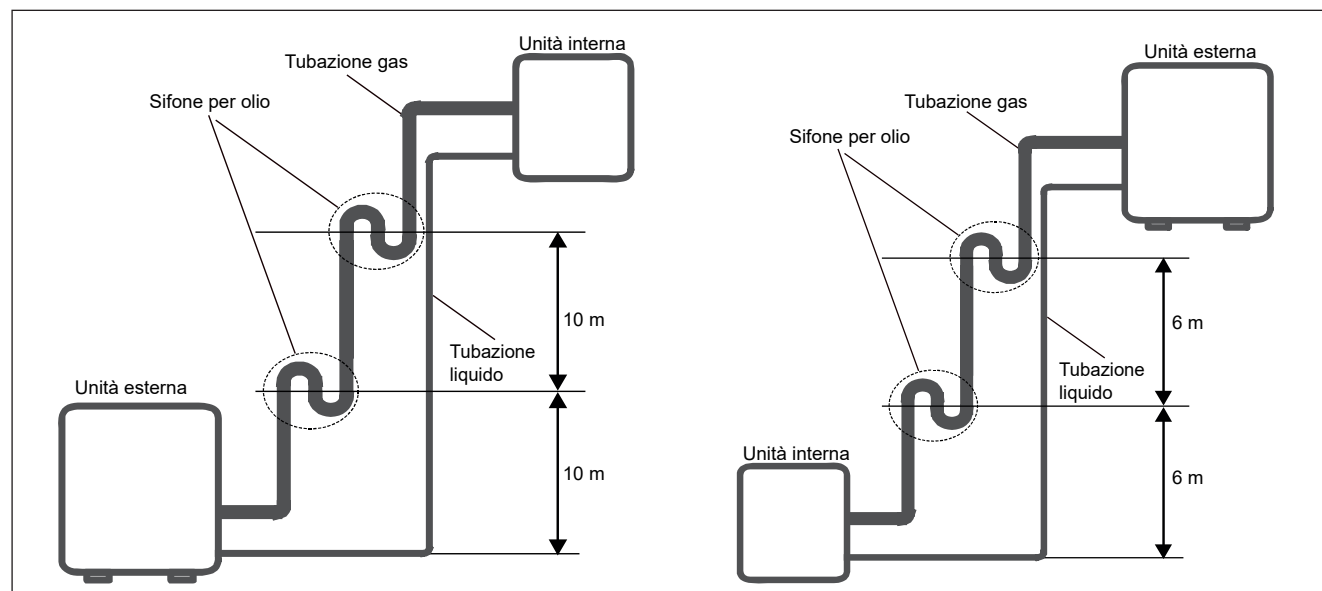 Unità interna
Tubazione gas
Sifone per olio
10 m
Tubazione
liquido
Unità esterna
10 m
Unità esterna
Tubazione gas
Sifone per olio
6 m
Tubazione
liquido
Unità interna
6 m